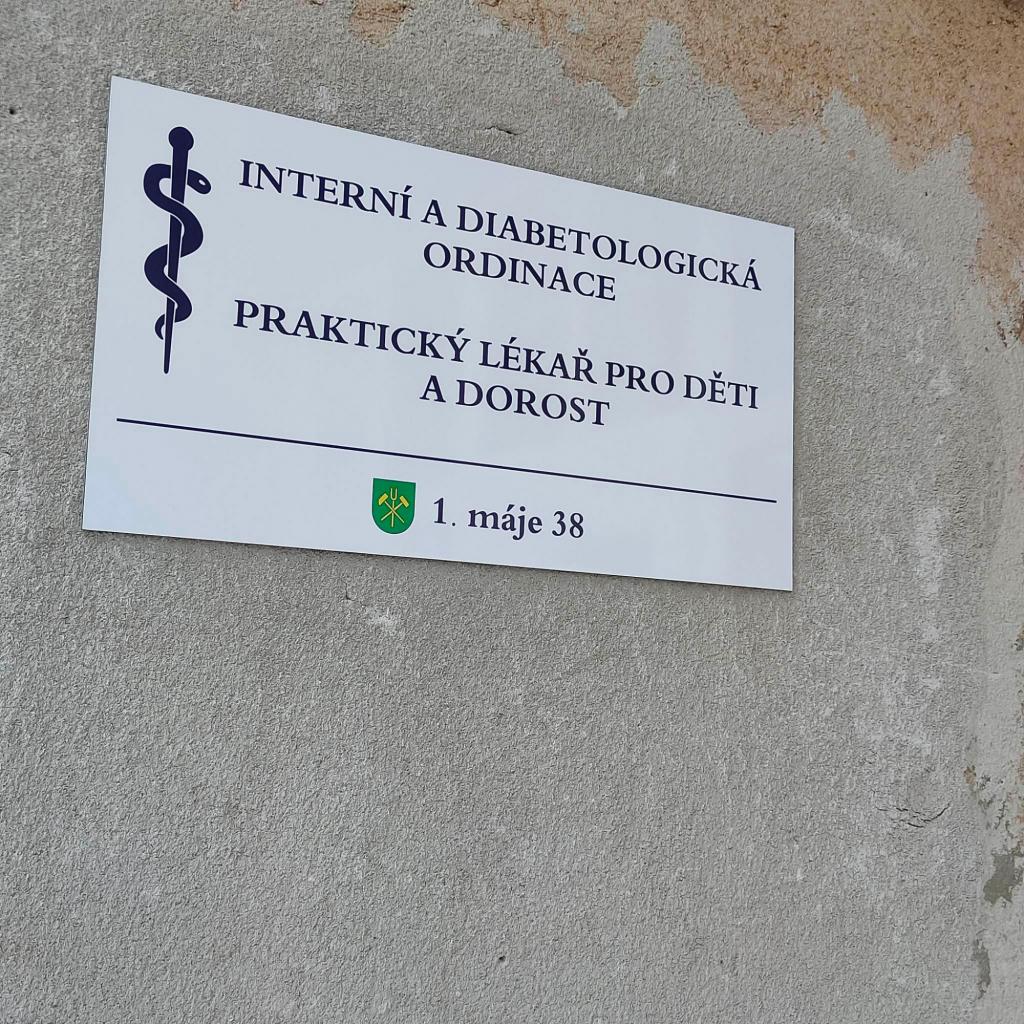 INTERNÍ A DIABETOLOGICKÁ
ORDINACE
PRAKTICKÝ LÉKAŘ PRO DĚTI
A DOROST
1. máje 38